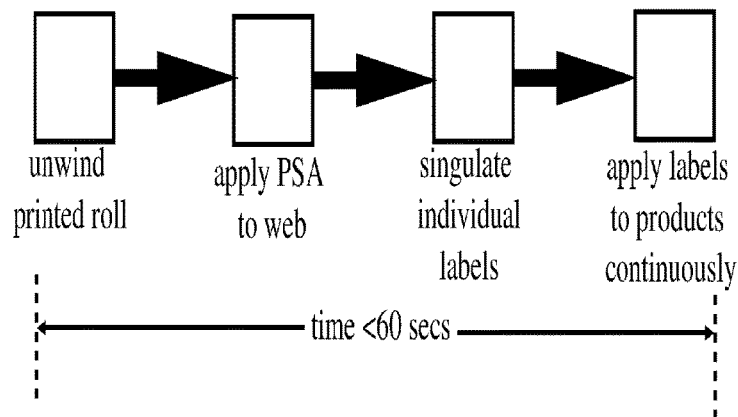 unwind
printed roll
apply PSA
to web
singulate
individual
labels
apply labels
to products
continuously
time <60 secs